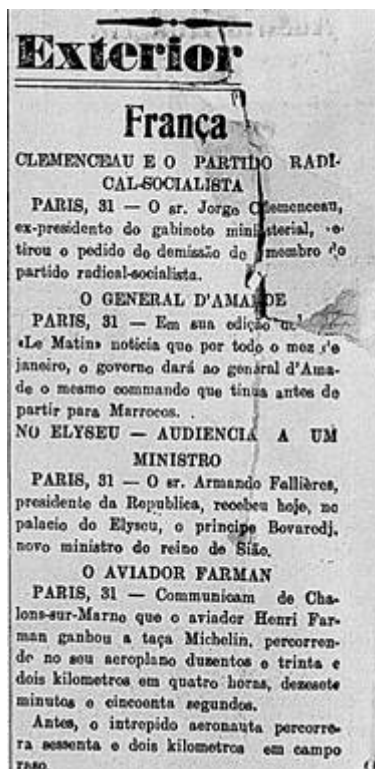 Exterior
França
CLEMENCEAU E O PARTIDO RADI-
CAL-SOCIALISTA
PARIS, 31 — O sr. Jorge Clemenceau,
ex-presidente do gabinete ministerial, re-
tirou o pedido de demissão de membro do
partido radical-socialista.
O GENERAL D'AMADE
PARIS, 31 — Em sua edição de
«Le Matin» noticia que por todo o mez de
janeiro, o governo dará ao general d'Ama-
de o mesmo commando que tinua antes de
partir para Marrocos.
NO ELYSEU — AUDIENCIA A UM
MINISTRO
PARIS, 31 — O sr. Armando Fallières,
presidente da Republica, recebeu hoje, no
palacio do Elyseu, o principe Bovarodj,
novo ministro do reino de Sião.
O AVIADOR FARMAN
PARIS, 31 — Communicam de Cha-
lons-sur-Marne que o aviador Henri Far-
man ganhou a taça Michelin, percorren-
de no seu aeroplano duzentos e trinta e
dois kilometros em quatro horas, dezesete
minutos e cincoenta segundos.
Antes, o intrepido aeronauta percorre-
ra sessenta e dois kilometros em campo
raso